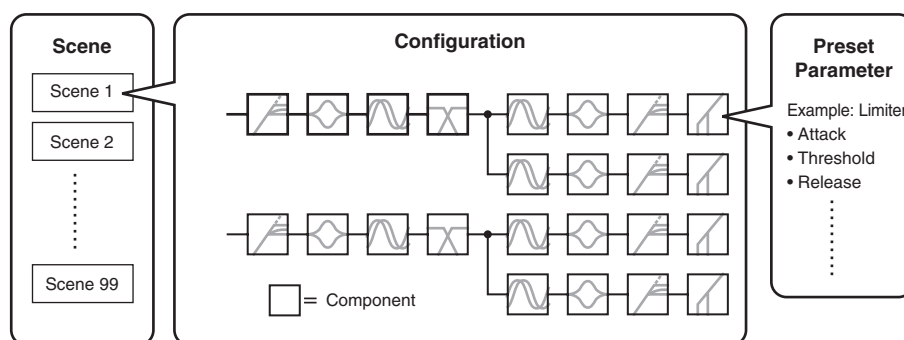 Scene
Scene 1
Scene 2
Scene 99
Configuration
= Component
Preset
Parameter
Example: Limiter
• Attack
• Threshold
• Release